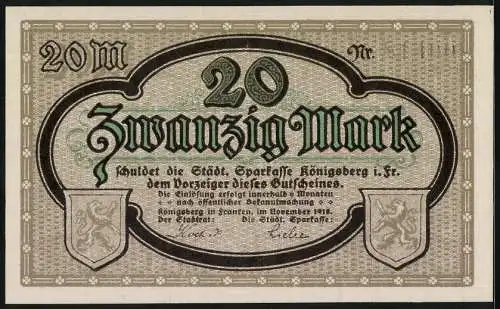 20 M Nr.
20
Zwanzig Mark
schuldet die Städt. Sparkasse Königsberg i. Fr.
dem Vorzeiger dieses Gutscheines.
Die Einlösung erfolgt innerhalb 4 Monaten
nach öffentlicher Bekanntmachung
Königsberg in Franken, im November 1918.
Der Stadtrat: Die Städt. Sparkasse: